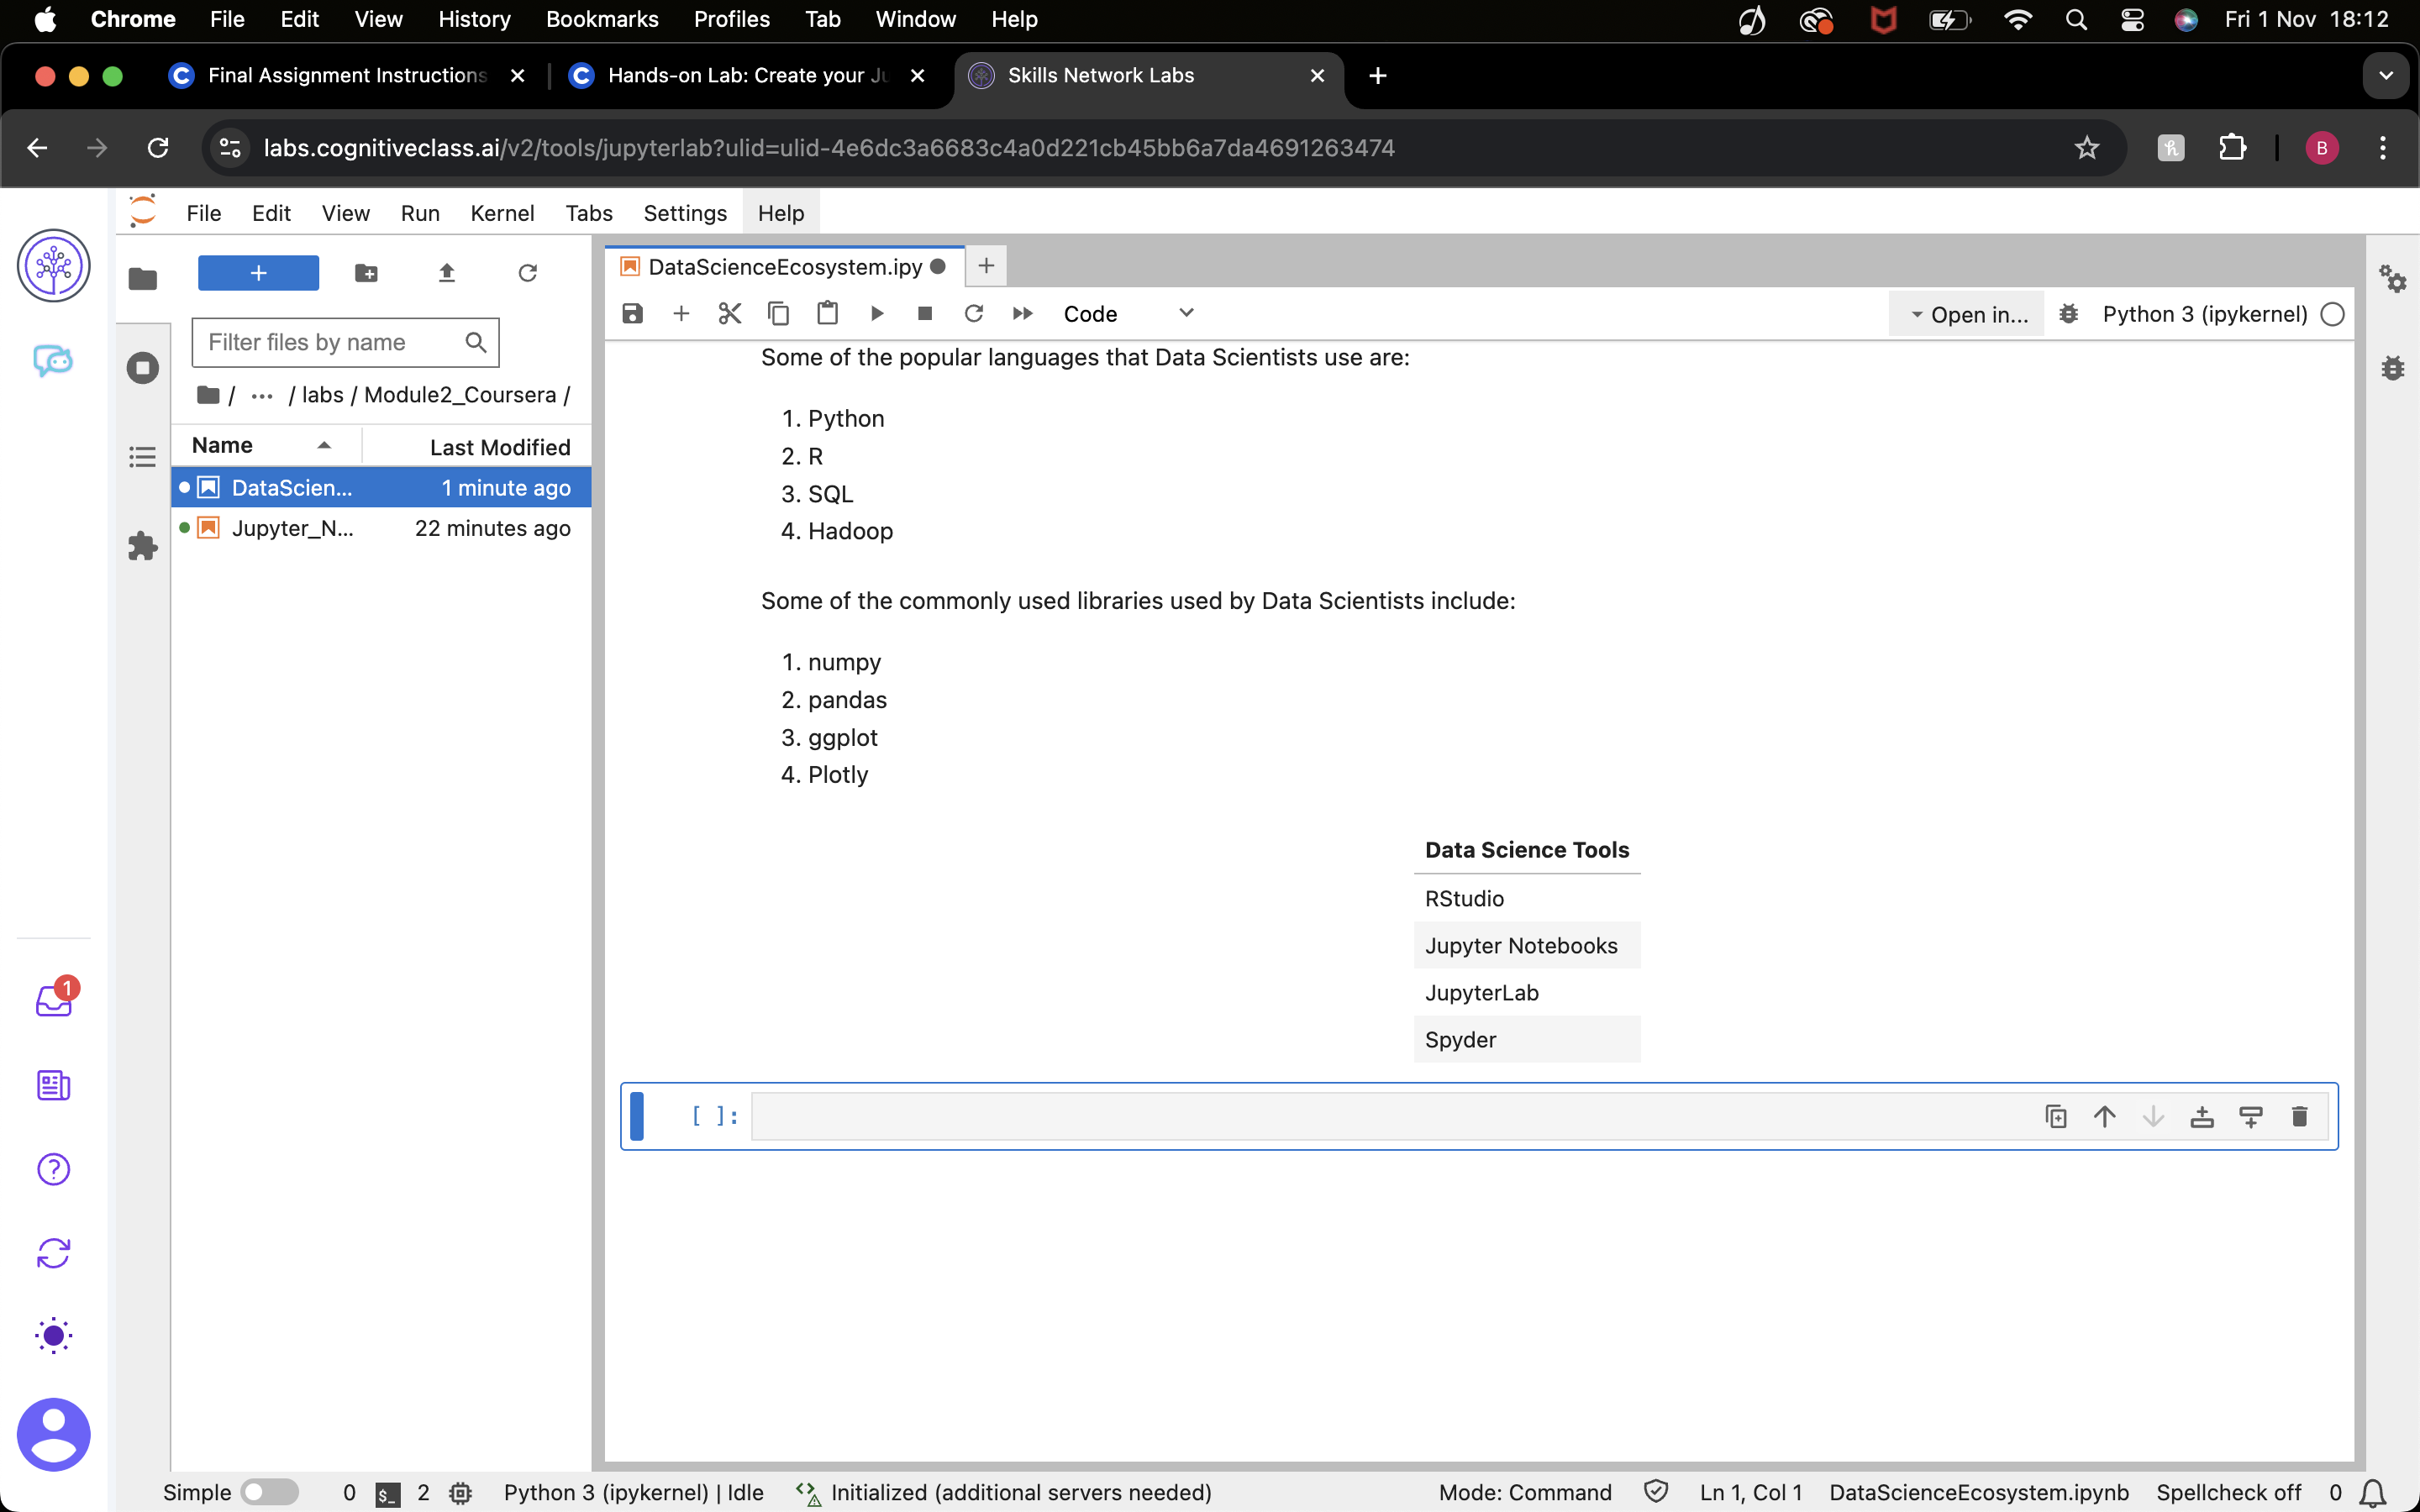 Chrome File Edit View History Bookmarks Profiles Tab Window Help Fri 1 Nov 18:12
Final Assignment Instructions Hands-on Lab: Create your Ju Skills Network Labs
labs.cognitiveclass.ai/v2/tools/jupyterlab?ulid=ulid-4e6dc3a6683c4a0d221cb45bb6a7da4691263474 B
File Edit View Run Kernel Tabs Settings Help
DataScienceEcosystem.ipy
Code Open in... Python 3 (ipykernel)
Filter files by name
/ ... / labs / Module2_Coursera /
Name Last Modified
DataScien... 1 minute ago
Jupyter_N... 22 minutes ago
Some of the popular languages that Data Scientists use are:
1. Python
2. R
3. SQL
4. Hadoop
Some of the commonly used libraries used by Data Scientists include:
1. numpy
2. pandas
3. ggplot
4. Plotly
Data Science Tools
RStudio
Jupyter Notebooks
JupyterLab
Spyder
[ ]:
1
Simple 0 $_ 2 Python 3 (ipykernel) | Idle Initialized (additional servers needed) Mode: Command Ln 1, Col 1 DataScienceEcosystem.ipynb Spellcheck off 0